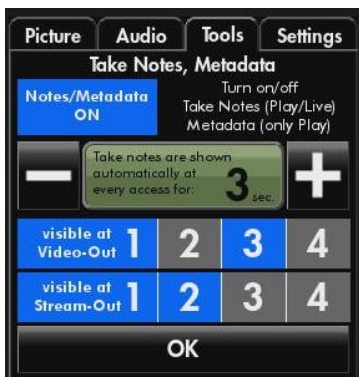 Picture Audio Tools Settings
Take Notes, Metadata
Notes/Metadata
ON
Turn on/off
Take Notes (Play/Live)
Metadata (only Play)
Take notes are shown
automatically at
every access for: 3 sec.
visible at
Video-Out 1 2 3 4
visible at
Stream-Out 1 2 3 4
OK